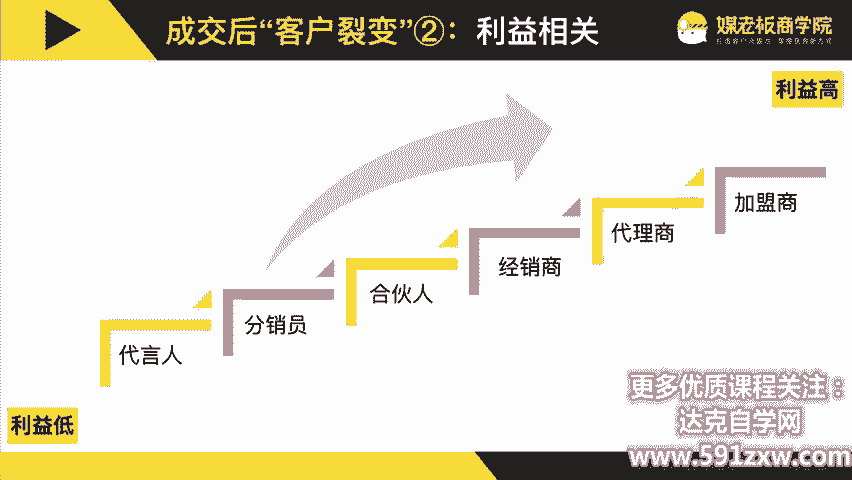 成交后“客户裂变”②：利益相关
媒老板商学院
利益高
加盟商
代理商
经销商
合伙人
分销员
代言人
利益低
更多优质课程关注：
达克自学网
www.591zxw.com